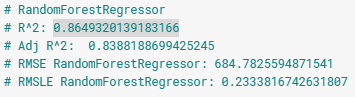 # RandomForestRegressor
# R^2: 0.8649320139183166
# Adj R^2:  0.8388188699425245
# RMSE RandomForestRegressor: 684.7825594871541
# RMSLE RandomForestRegressor: 0.2333816742631807